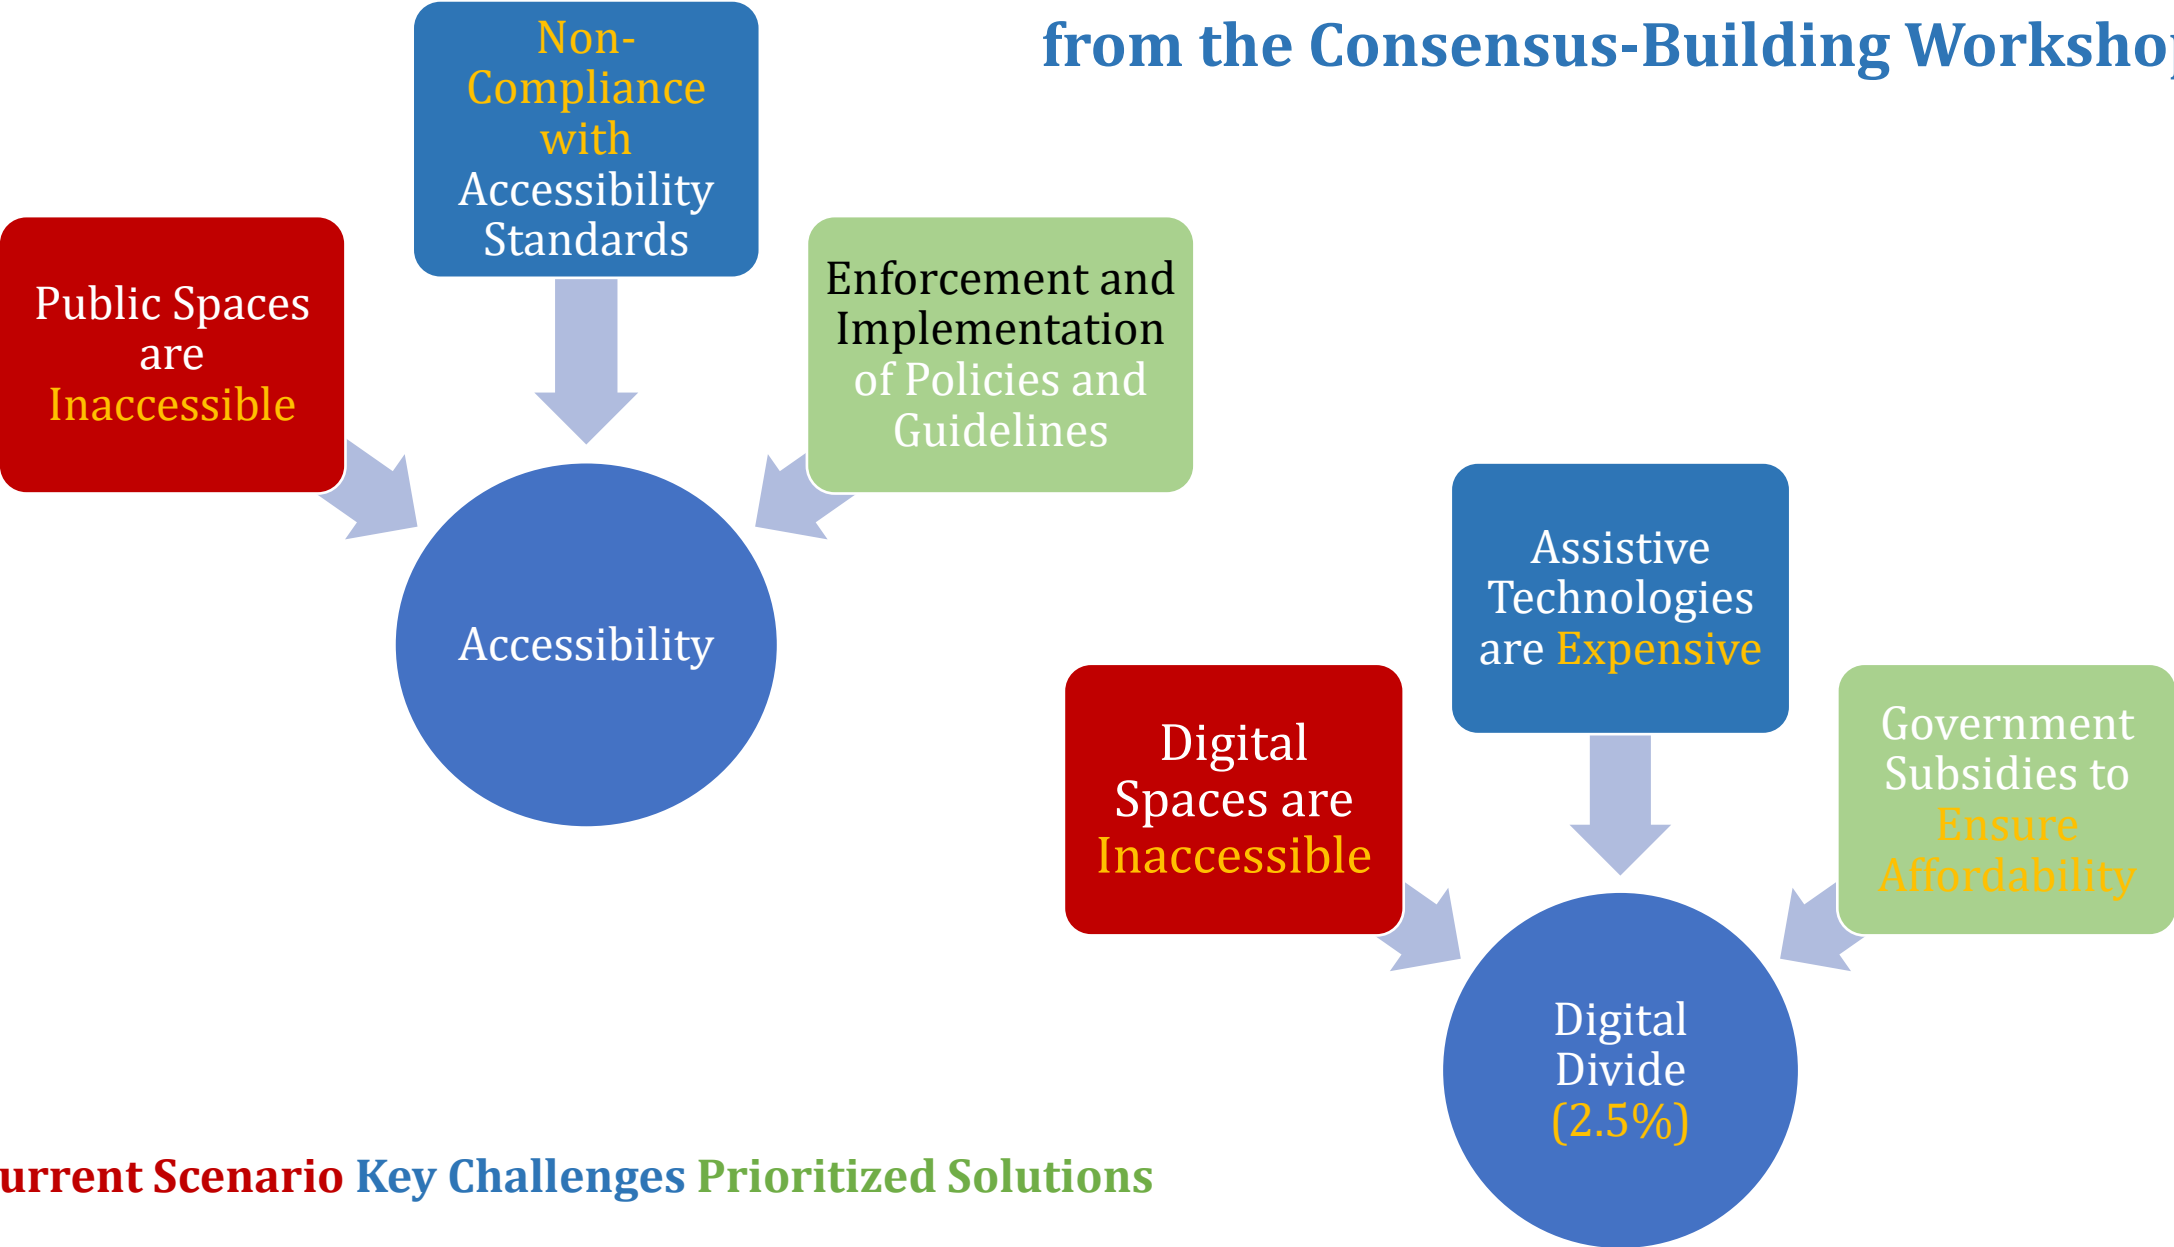 from the Consensus-Building Workshop
Non-
Compliance
with
Accessibility
Standards
Public Spaces
are
Inaccessible
Enforcement and
Implementation
of Policies and
Guidelines
Accessibility
Assistive
Technologies
are Expensive
Digital
Spaces are
Inaccessible
Government
Subsidies to
Ensure
Affordability
Digital
Divide
(2.5%)
urrent Scenario Key Challenges Prioritized Solutions